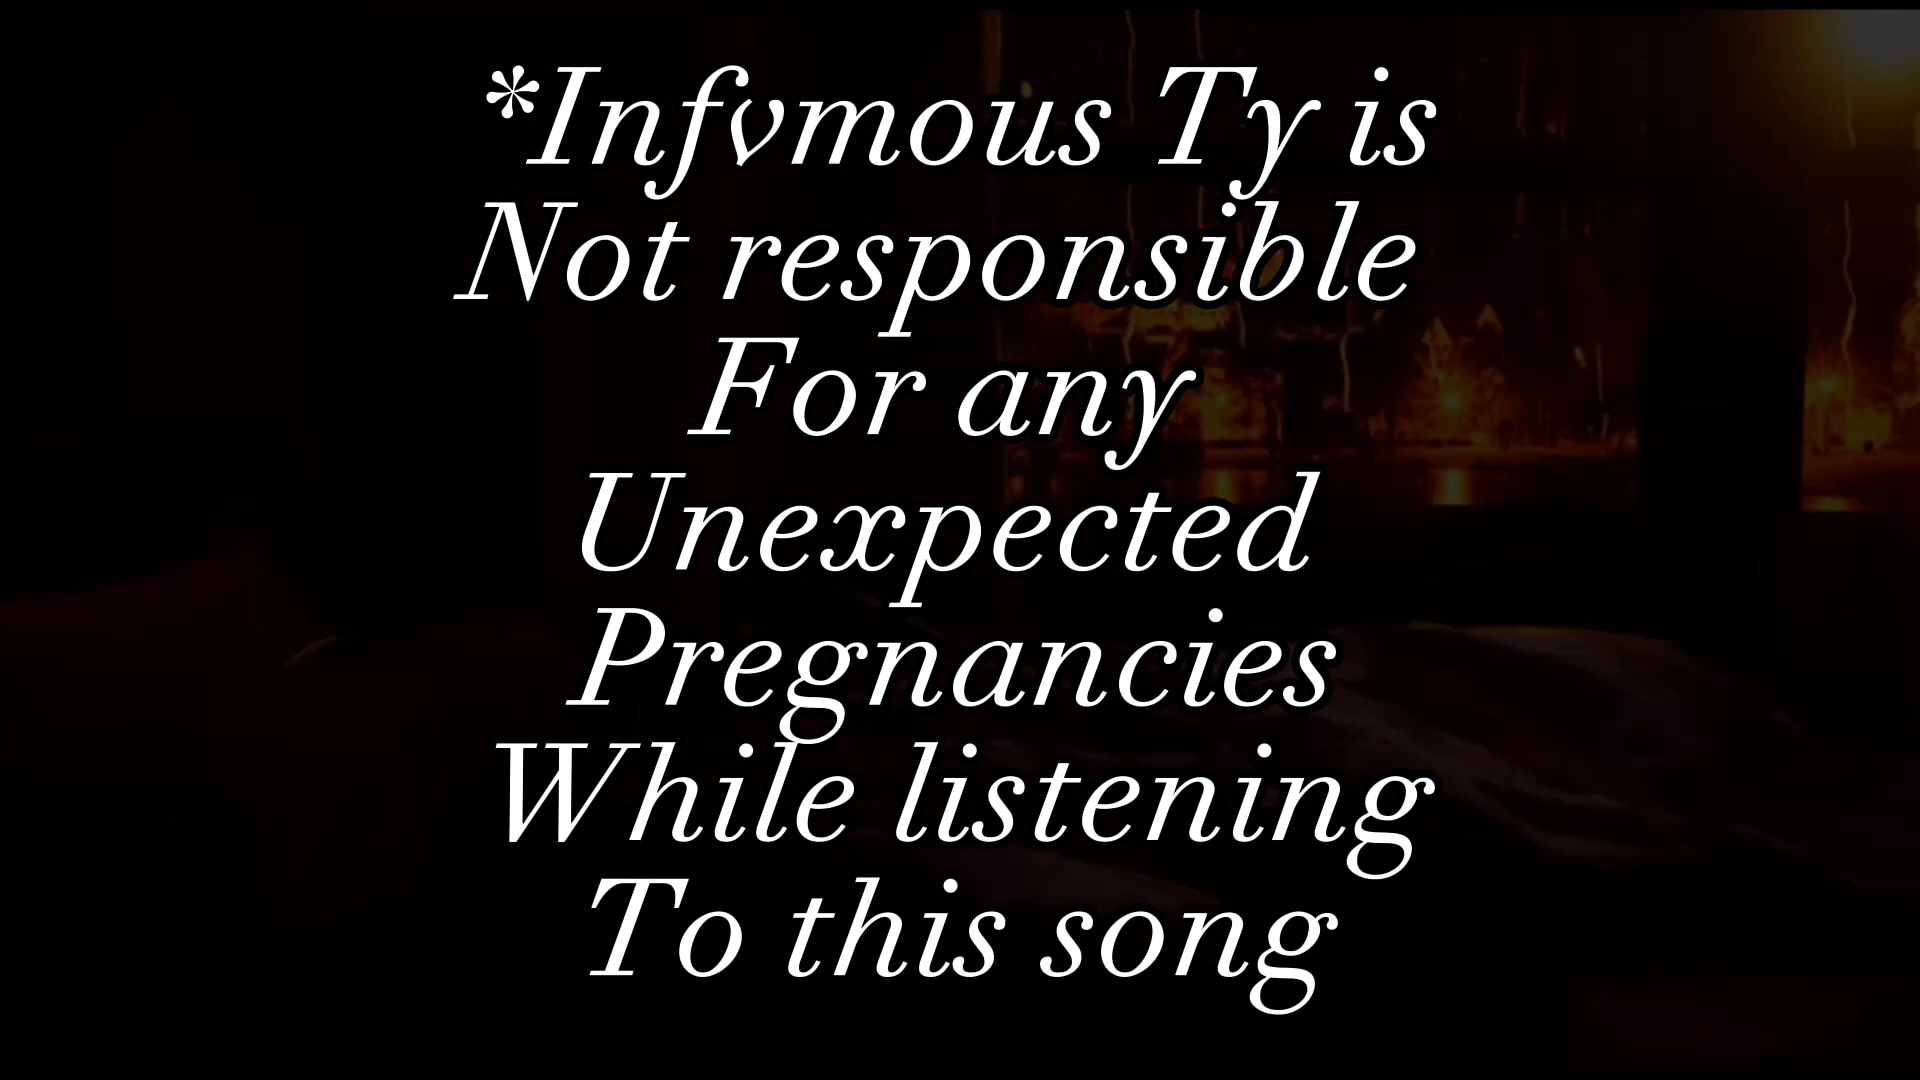 *Infvmous Ty is
Not responsible
For any
Unexpected
Pregnancies
While listening
To this song